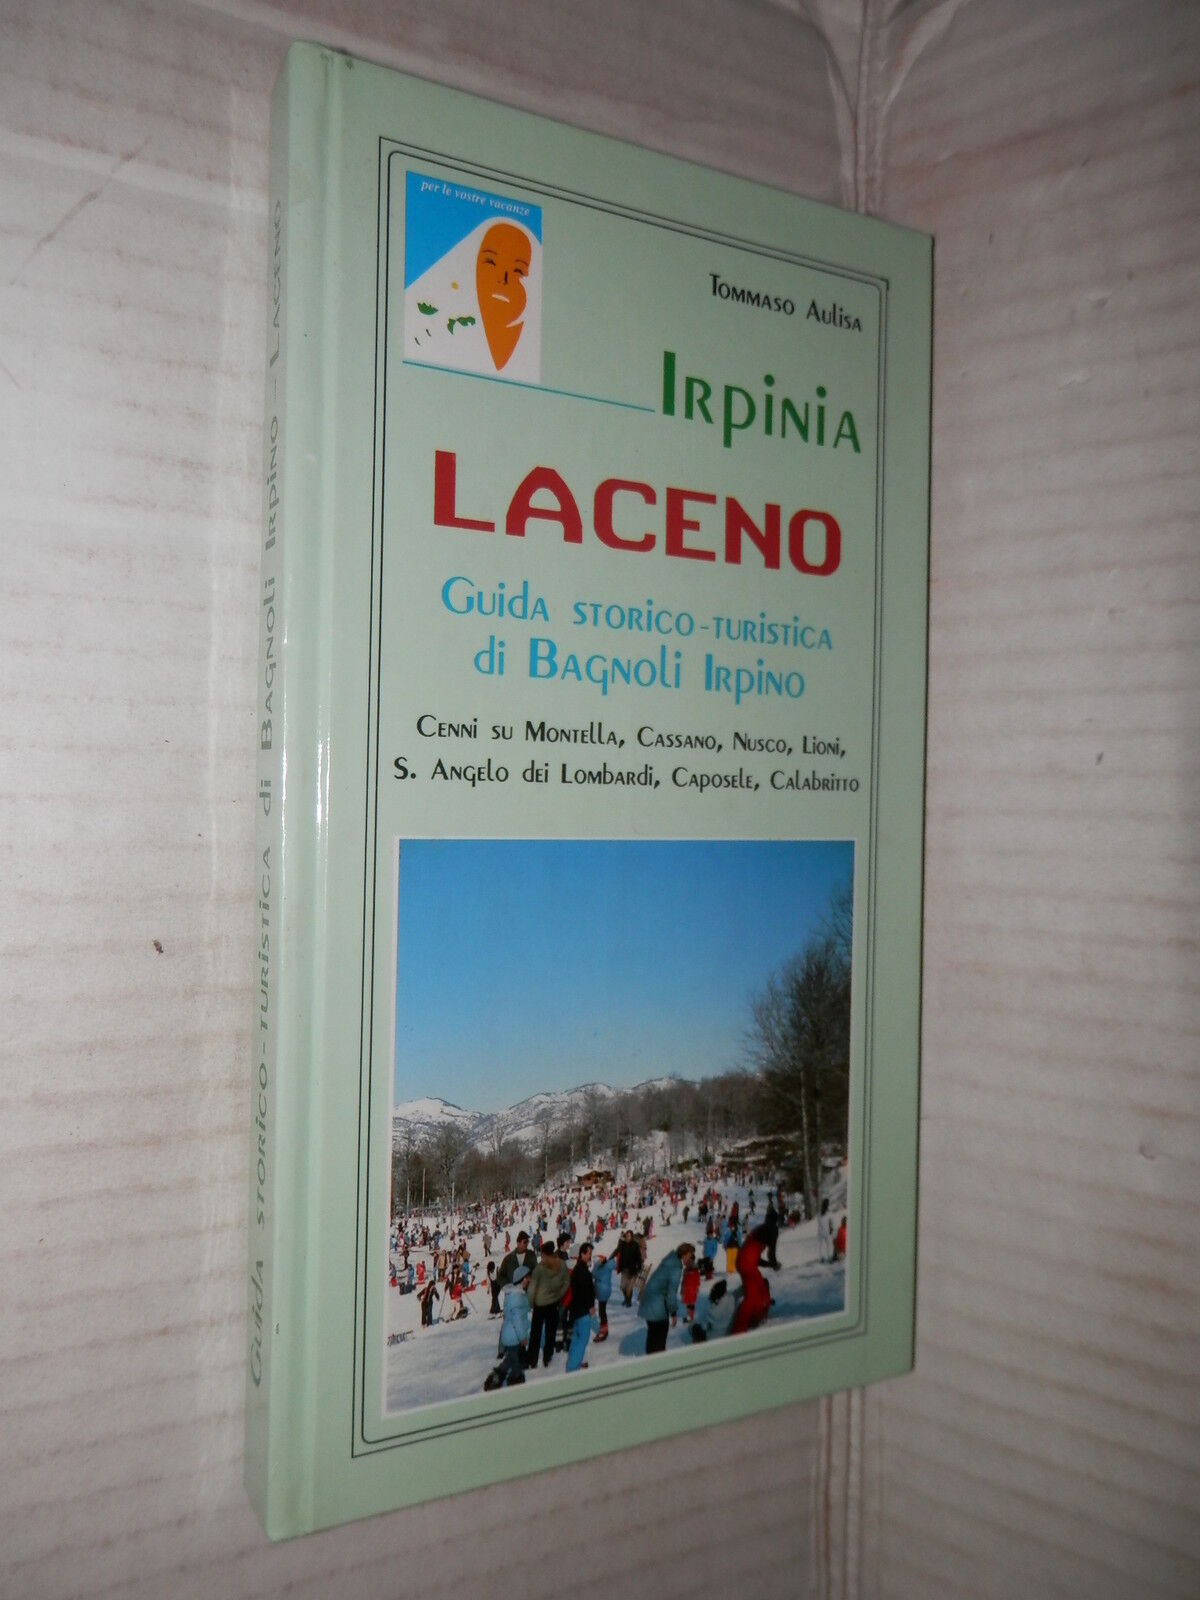 per le vostre vacanze
Tommaso Aulisa
Irpinia
LACENO
Guida storico-turistica
di Bagnoli Irpino
Cenni su Montella, Cassano, Nusco, Lioni,
S. Angelo dei Lombardi, Caposele, Calabritto
Guida storico-turistica di Bagnoli Irpino - Laceno